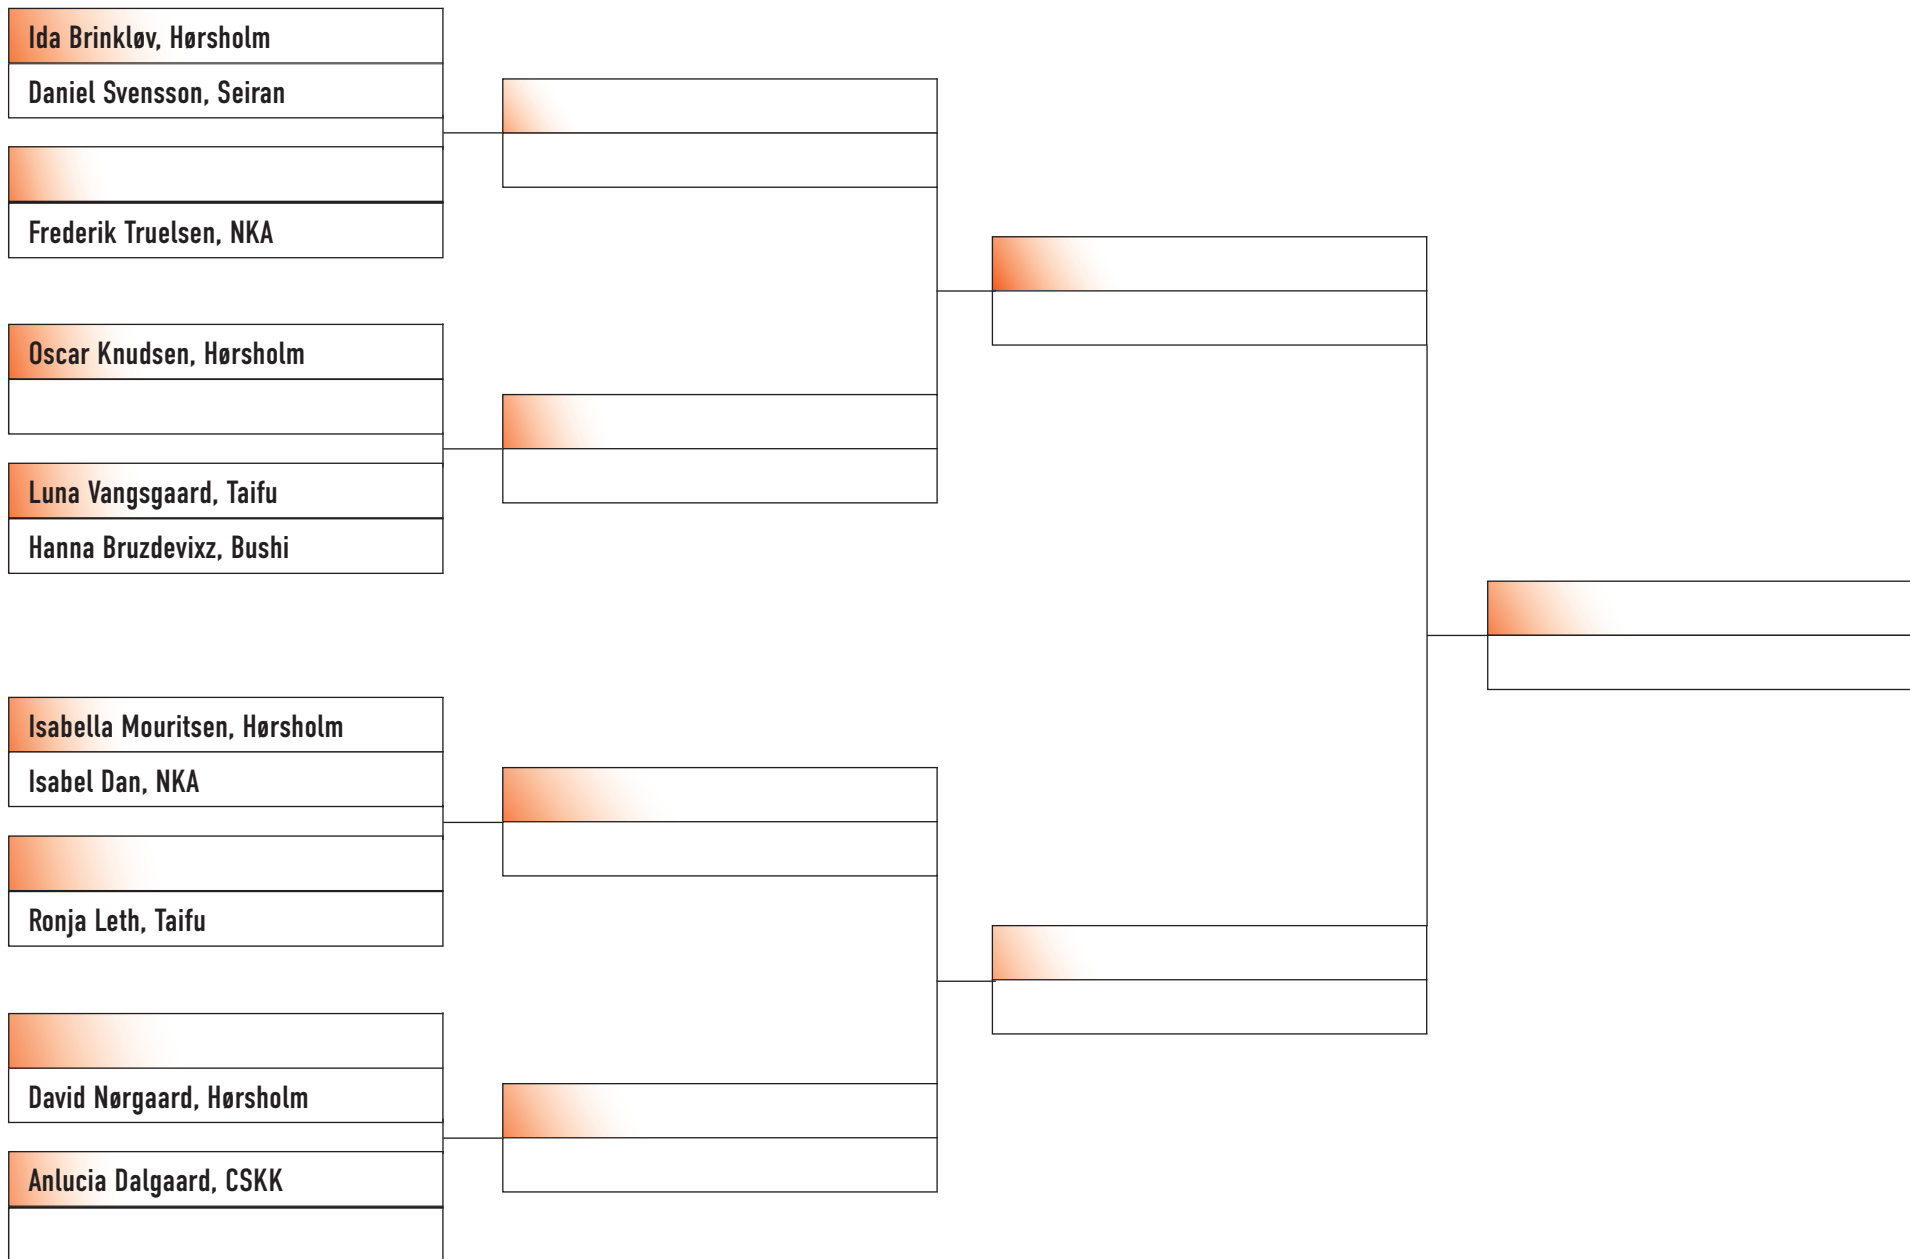 Ida Brinkløv, Hørsholm
Daniel Svensson, Seiran
Frederik Truelsen, NKA
Oscar Knudsen, Hørsholm
Luna Vangsgaard, Taifu
Hanna Bruzdevixz, Bushi
Isabella Mouritsen, Hørsholm
Isabel Dan, NKA
Ronja Leth, Taifu
David Nørgaard, Hørsholm
Anlucia Dalgaard, CSKK